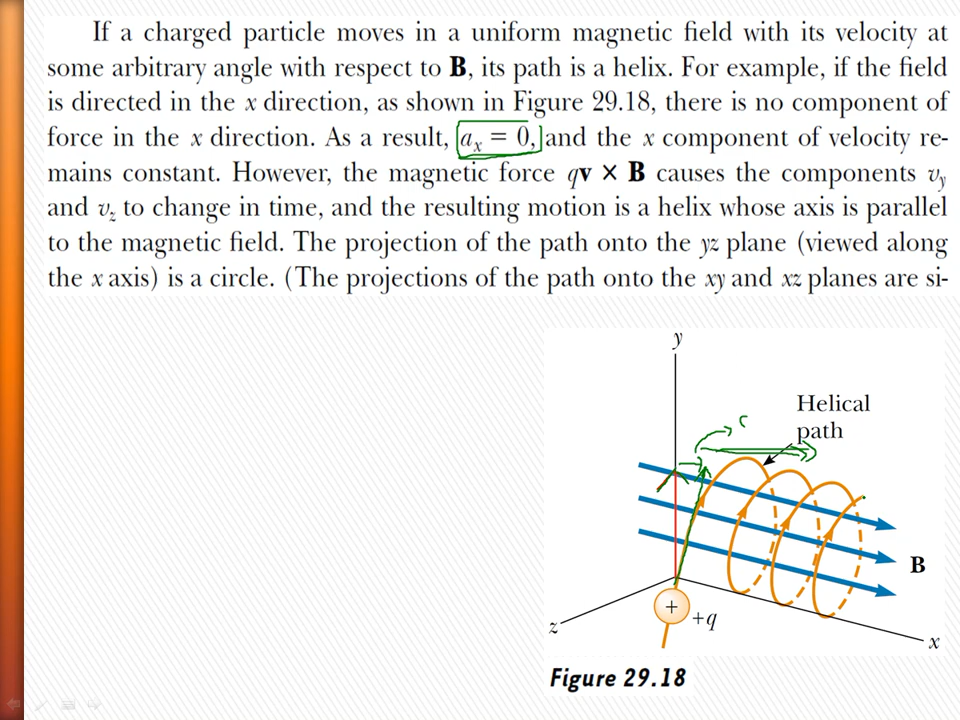 If a charged particle moves in a uniform magnetic field with its velocity at
some arbitrary angle with respect to B, its path is a helix. For example, if the field
is directed in the x direction, as shown in Figure 29.18, there is no component of
force in the x direction. As a result, aₓ = 0, and the x component of velocity re-
mains constant. However, the magnetic force qv × B causes the components v_y
and v_z to change in time, and the resulting motion is a helix whose axis is parallel
to the magnetic field. The projection of the path onto the yz plane (viewed along
the x axis) is a circle. (The projections of the path onto the xy and xz planes are si-
y
Helical
path
B
+
+q
z
x
Figure 29.18